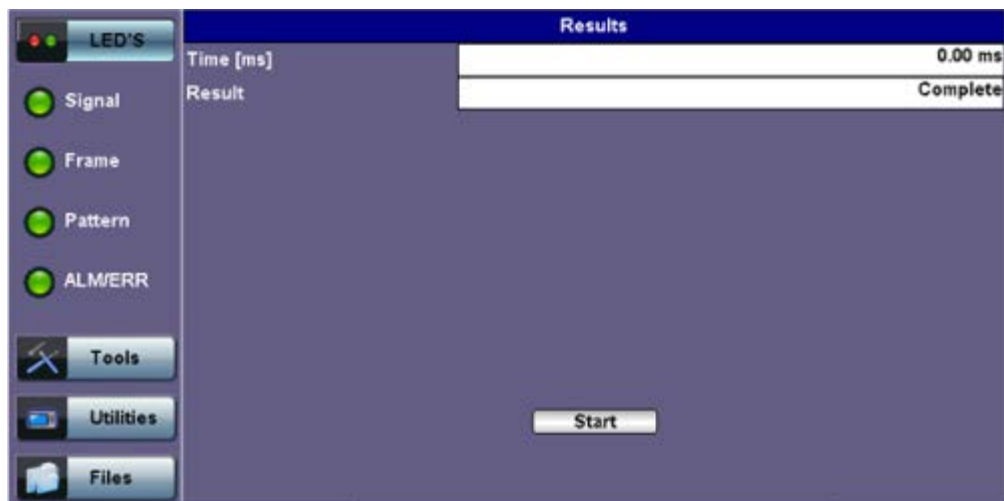 LED'S
Signal
Frame
Pattern
ALM/ERR
Tools
Utilities
Files
Results
Time [ms] 0.00 ms
Result Complete
Start